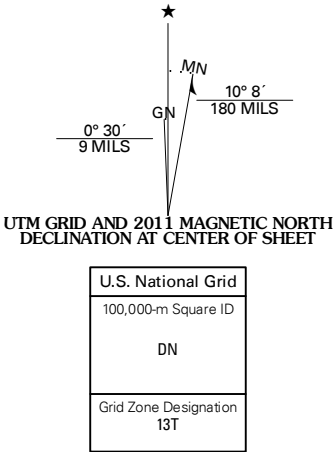 ★
MN
GN
10° 8´
180 MILS
0° 30´
9 MILS
UTM GRID AND 2011 MAGNETIC NORTH
DECLINATION AT CENTER OF SHEET
U.S. National Grid
100,000-m Square ID
DN
Grid Zone Designation
13T